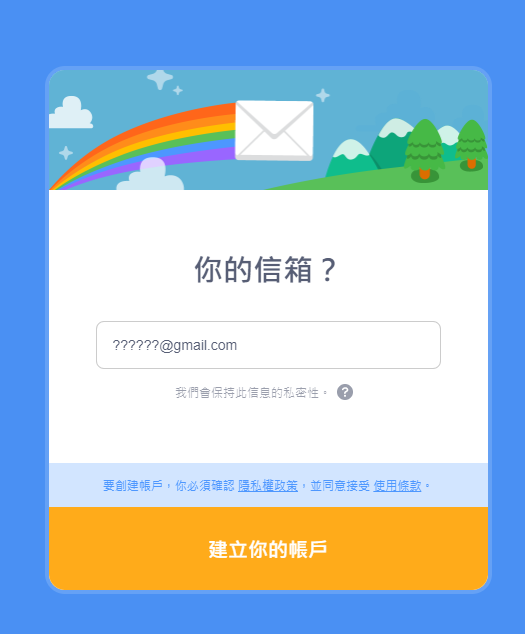 你的信箱？
??????@gmail.com
我們會保持此信息的私密性。 ?
要創建帳戶，你必須確認 隱私權政策，並同意接受 使用條款。
建立你的帳戶